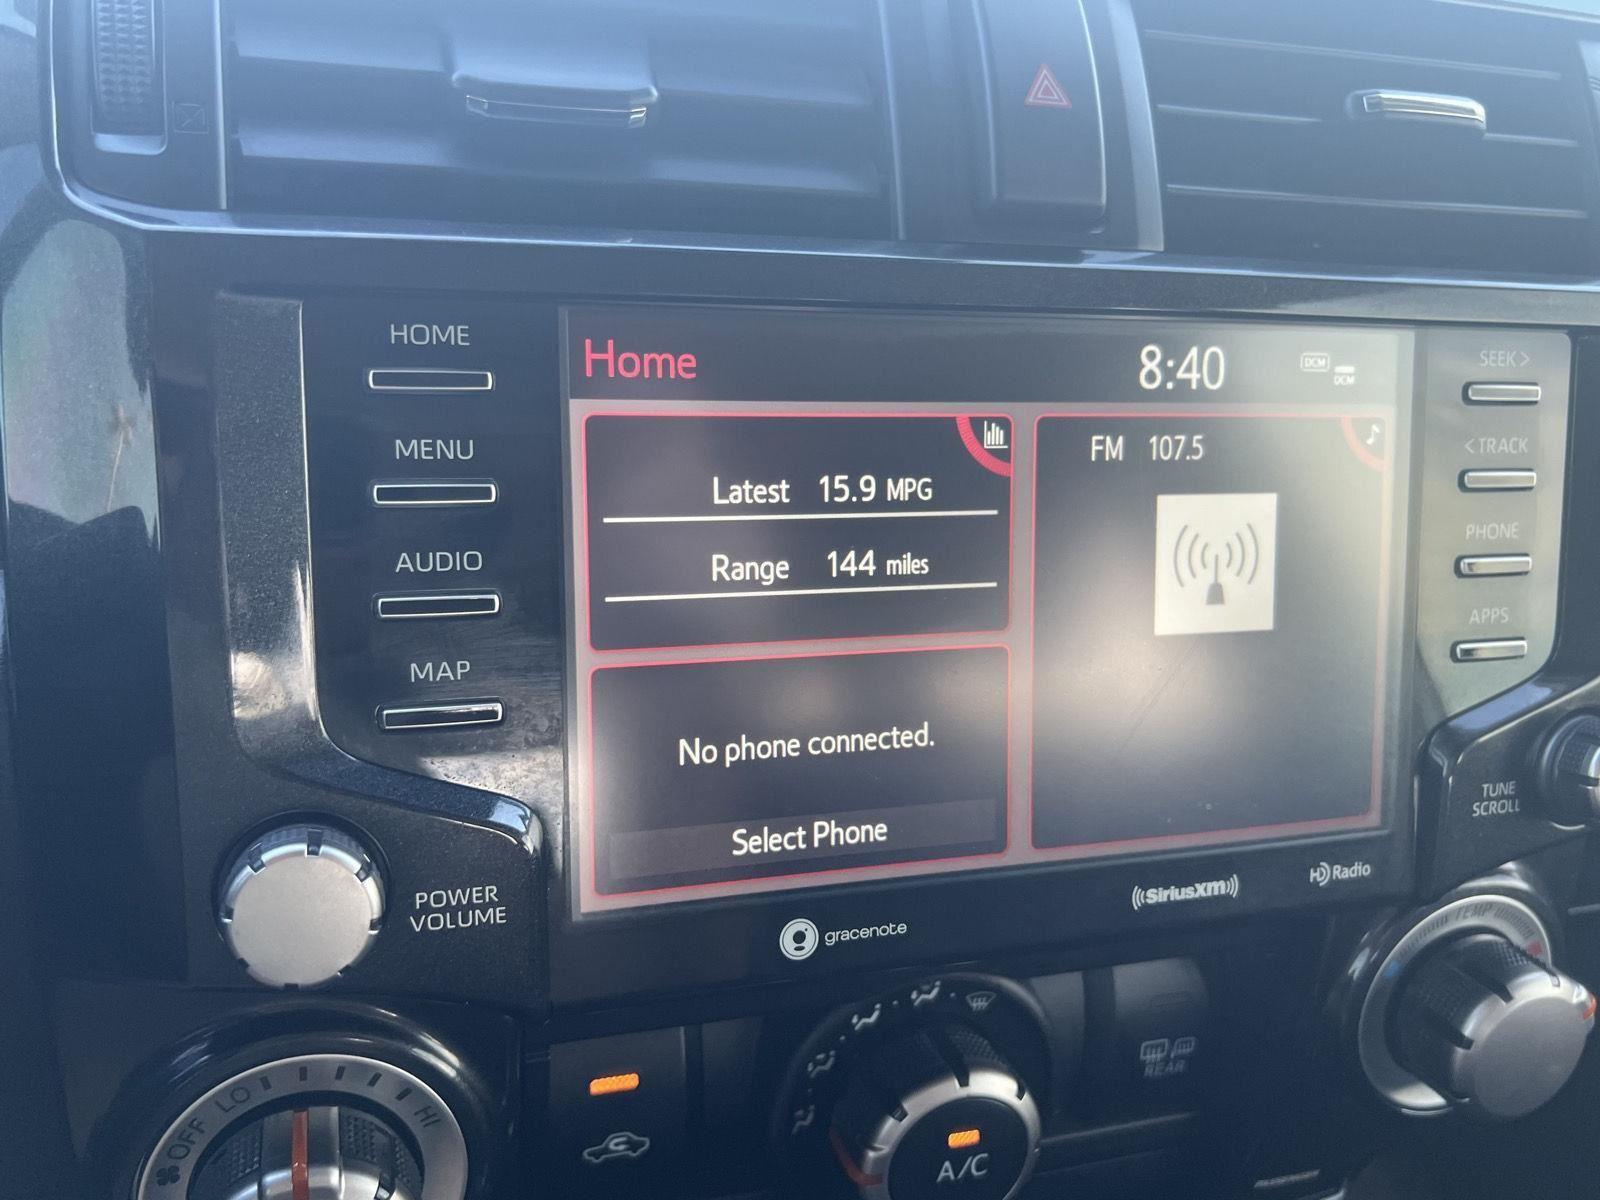 HOME
MENU
AUDIO
MAP
POWER
VOLUME
Home
8:40
DCM
DCM
Latest 15.9 MPG
Range 144 miles
No phone connected.
Select Phone
FM 107.5
SEEK >
< TRACK
PHONE
APPS
TUNE
SCROLL
gracenote
SiriusXM
HD Radio
OFF LO HI
A/C
REAR
TEMP